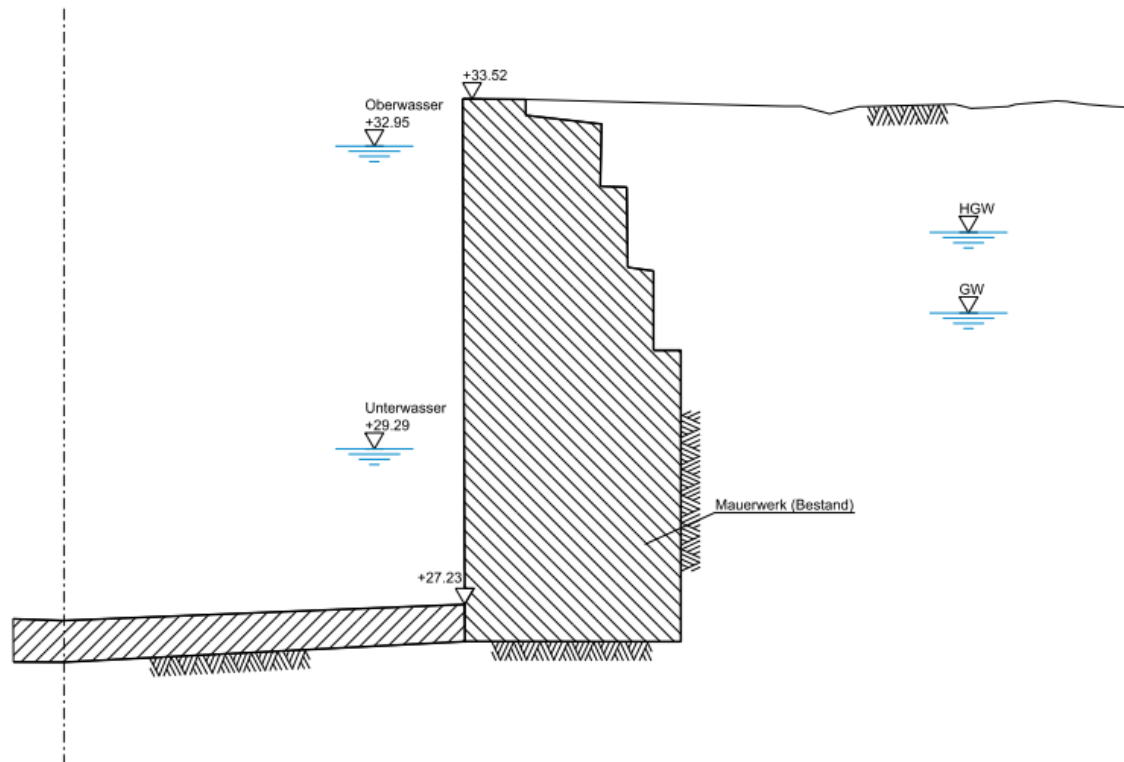 +33.52
Oberwasser
+32.95
HGW
GW
Unterwasser
+29.29
Mauerwerk (Bestand)
+27.23